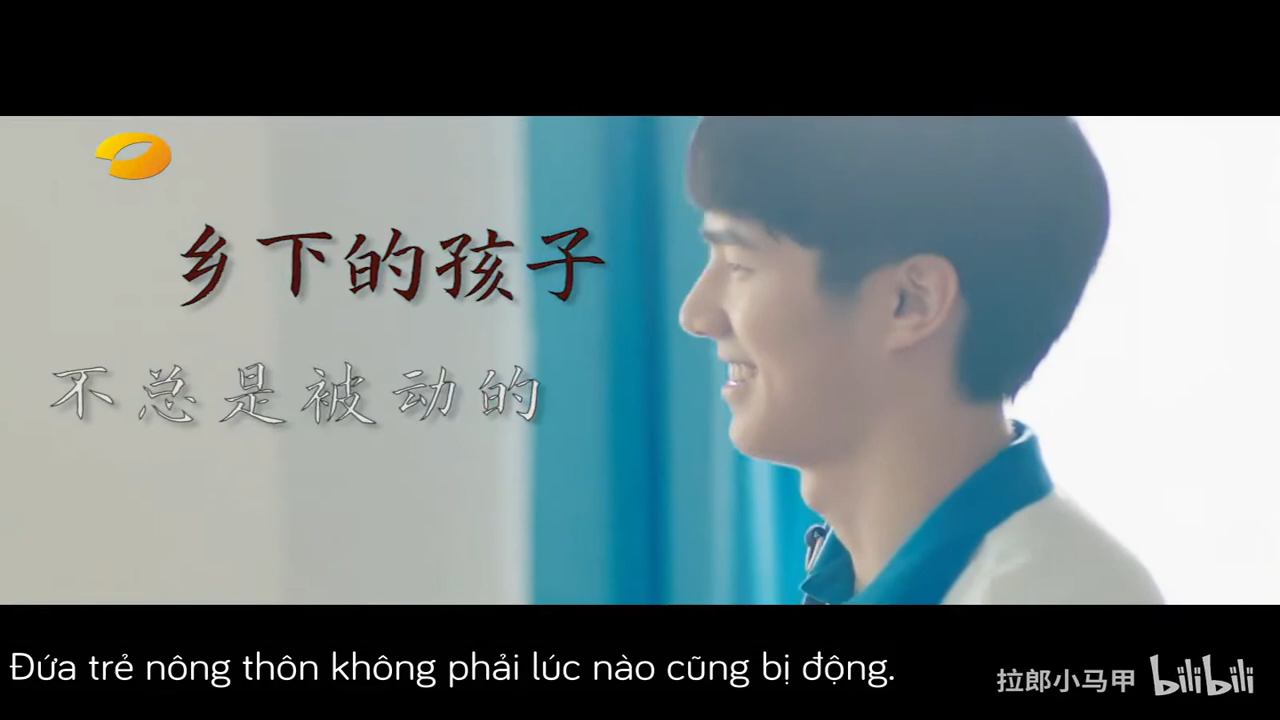 乡下的孩子
不总是被动的
Đứa trẻ nông thôn không phải lúc nào cũng bị động.
拉郎小马甲 bilibili